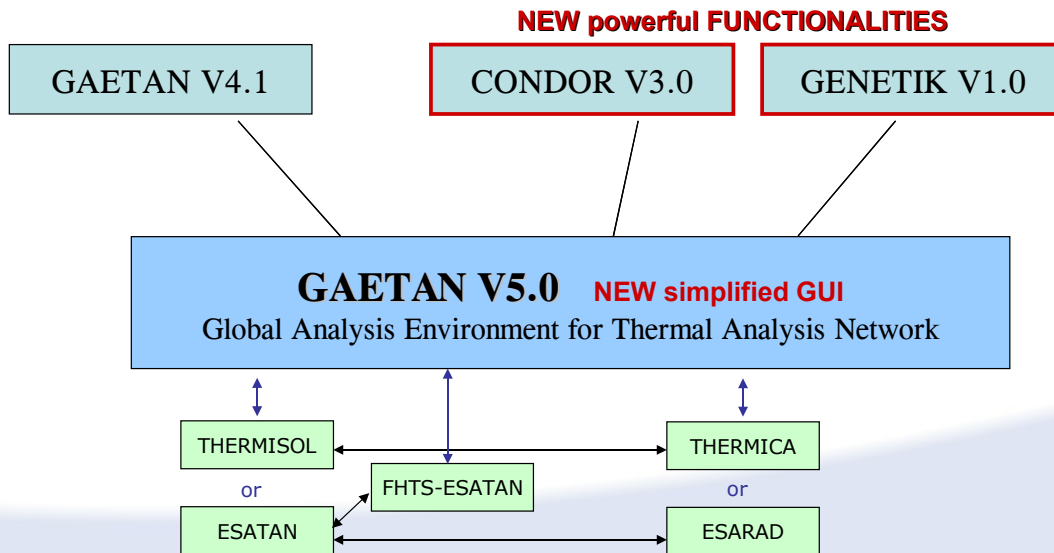 NEW powerful FUNCTIONALITIES
GAETAN V4.1
CONDOR V3.0
GENETIK V1.0
GAETAN V5.0 NEW simplified GUI
Global Analysis Environment for Thermal Analysis Network
THERMISOL
THERMICA
or
FHTS-ESATAN
or
ESATAN
ESARAD